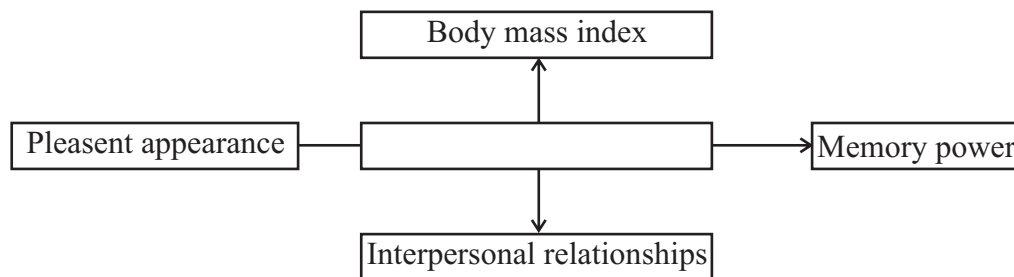 Body mass index
Pleasent appearance
Memory power
Interpersonal relationships